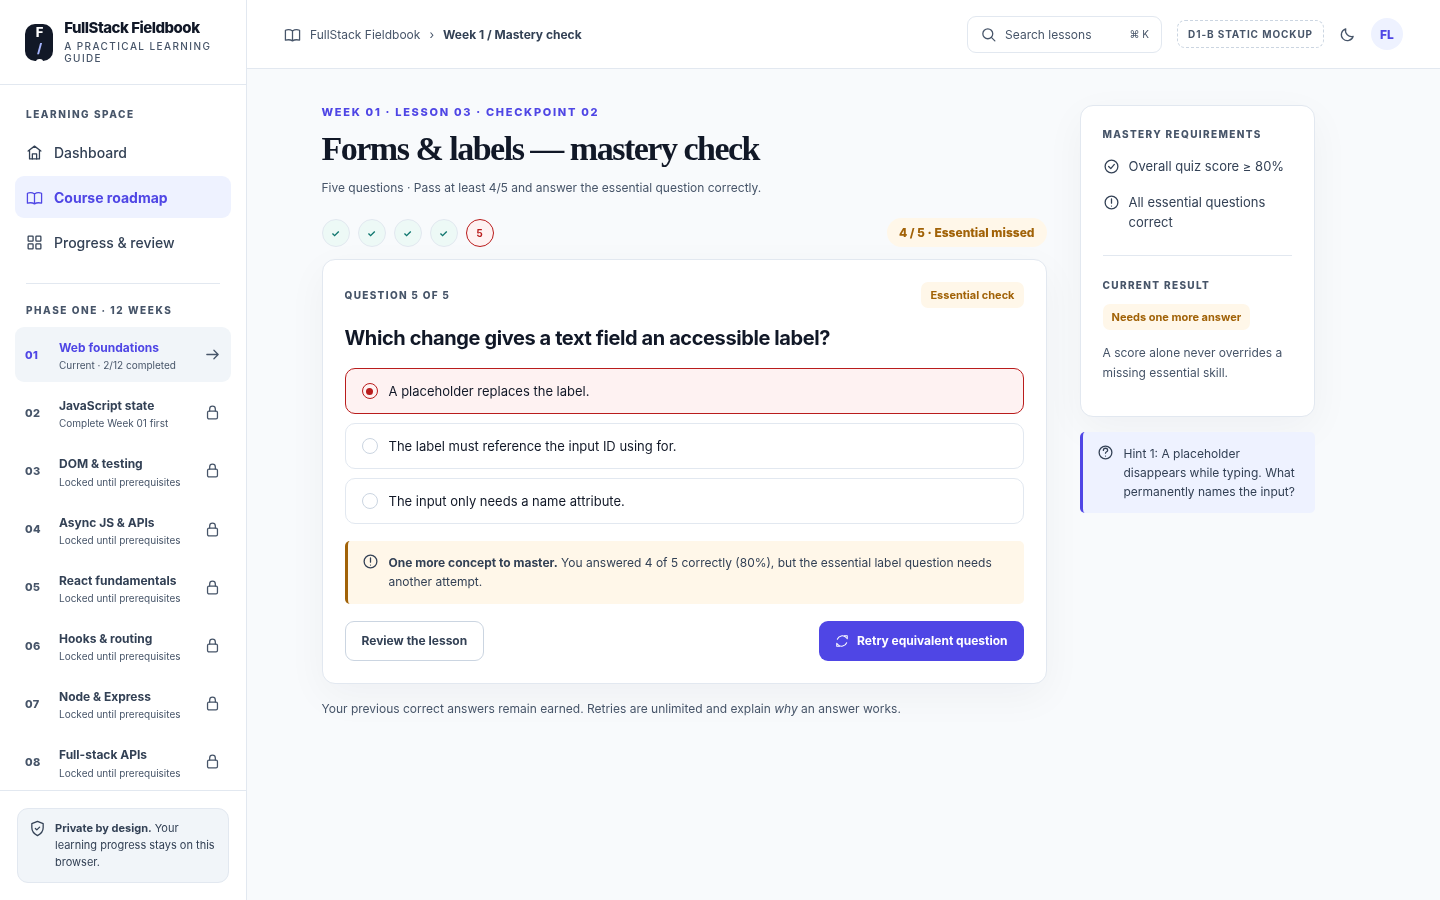 F
/
FullStack Fieldbook
A PRACTICAL LEARNING
GUIDE
LEARNING SPACE
Dashboard
Course roadmap
Progress & review
PHASE ONE · 12 WEEKS
01
Web foundations
Current · 2/12 completed
02
JavaScript state
Complete Week 01 first
03
DOM & testing
Locked until prerequisites
04
Async JS & APIs
Locked until prerequisites
05
React fundamentals
Locked until prerequisites
06
Hooks & routing
Locked until prerequisites
07
Node & Express
Locked until prerequisites
08
Full-stack APIs
Locked until prerequisites
Private by design. Your
learning progress stays on this
browser.
FullStack Fieldbook › Week 1 / Mastery check
Search lessons
⌘ K
D1-B STATIC MOCKUP
FL
WEEK 01 · LESSON 03 · CHECKPOINT 02
Forms & labels — mastery check
Five questions · Pass at least 4/5 and answer the essential question correctly.
5
4 / 5 · Essential missed
QUESTION 5 OF 5
Essential check
Which change gives a text field an accessible label?
A placeholder replaces the label.
The label must reference the input ID using for.
The input only needs a name attribute.
One more concept to master. You answered 4 of 5 correctly (80%), but the essential label question needs
another attempt.
Review the lesson
Retry equivalent question
Your previous correct answers remain earned. Retries are unlimited and explain why an answer works.
MASTERY REQUIREMENTS
Overall quiz score ≥ 80%
All essential questions
correct
CURRENT RESULT
Needs one more answer
A score alone never overrides a
missing essential skill.
Hint 1: A placeholder
disappears while typing. What
permanently names the input?